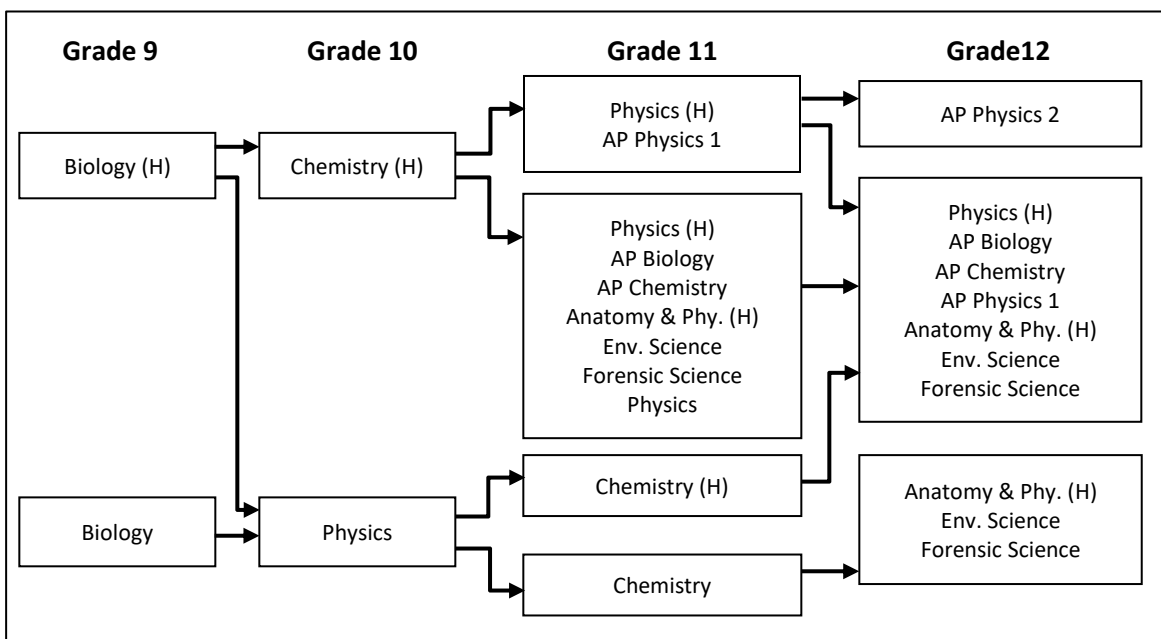 Grade 9
Grade 10
Grade 11
Grade12
Biology (H)
Biology
Chemistry (H)
Physics
Physics (H)
AP Physics 1
Physics (H)
AP Biology
AP Chemistry
Anatomy & Phy. (H)
Env. Science
Forensic Science
Physics
Chemistry (H)
Chemistry
AP Physics 2
Physics (H)
AP Biology
AP Chemistry
AP Physics 1
Anatomy & Phy. (H)
Env. Science
Forensic Science
Anatomy & Phy. (H)
Env. Science
Forensic Science